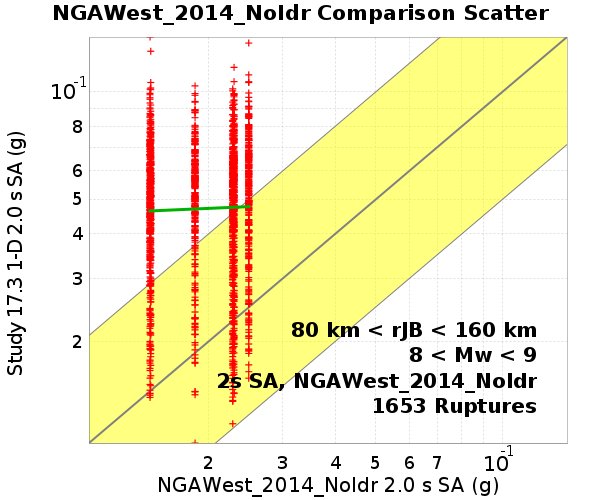 NGAWest_2014_NoIdr Comparison Scatter
10-1
8
6
5
4
3
2
Study 17.3 1-D 2.0 s SA (g)
80 km < rJB < 160 km
8 < Mw < 9
2s SA, NGAWest_2014_NoIdr
1653 Ruptures
2 3 4 5 6 7 10-1
NGAWest_2014_NoIdr 2.0 s SA (g)